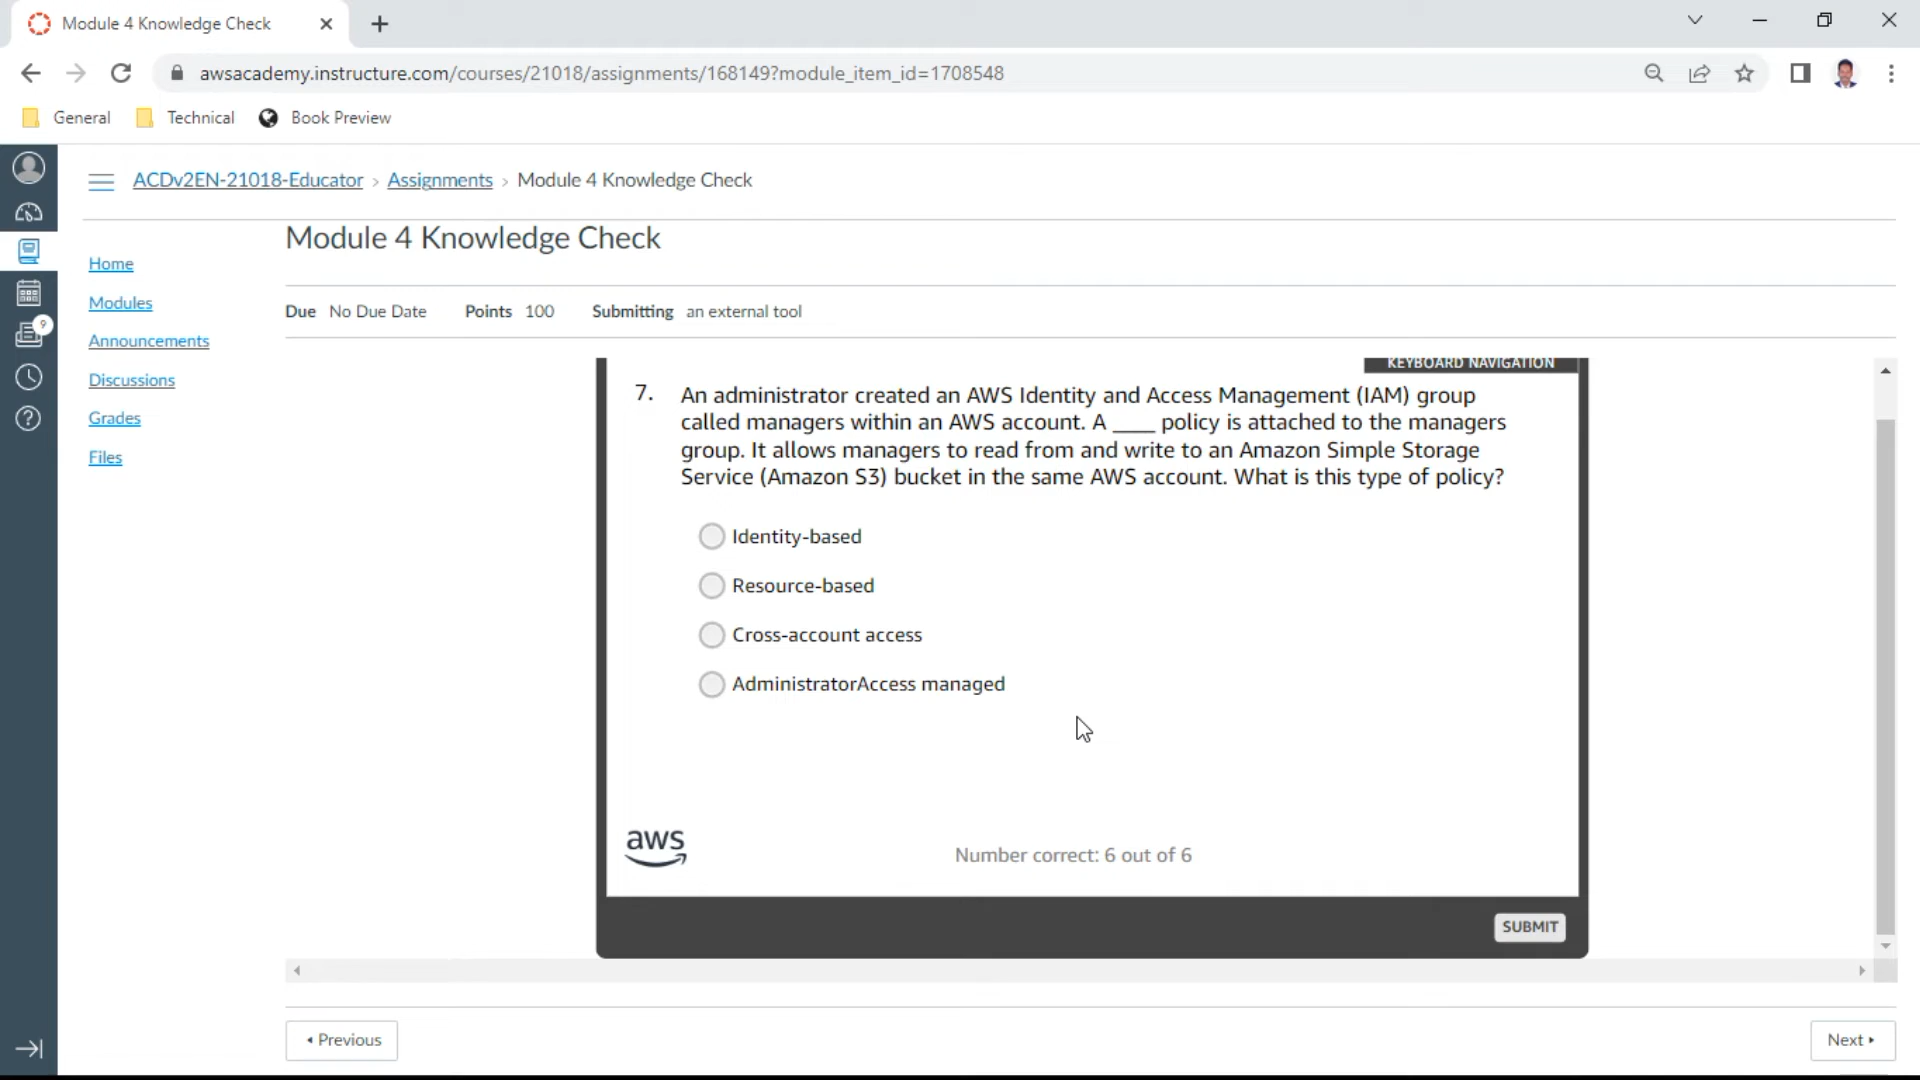 Module 4 Knowledge Check
awsacademy.instructure.com/courses/21018/assignments/168149?module_item_id=1708548
General
Technical
Book Preview
ACDv2EN-21018-Educator › Assignments › Module 4 Knowledge Check
Module 4 Knowledge Check
Home
Modules
Announcements
Discussions
Grades
Files
9
Due No Due Date Points 100 Submitting an external tool
KEYBOARD NAVIGATION
7. An administrator created an AWS Identity and Access Management (IAM) group
called managers within an AWS account. A ____ policy is attached to the managers
group. It allows managers to read from and write to an Amazon Simple Storage
Service (Amazon S3) bucket in the same AWS account. What is this type of policy?
Identity-based
Resource-based
Cross-account access
AdministratorAccess managed
aws
Number correct: 6 out of 6
SUBMIT
Previous
Next